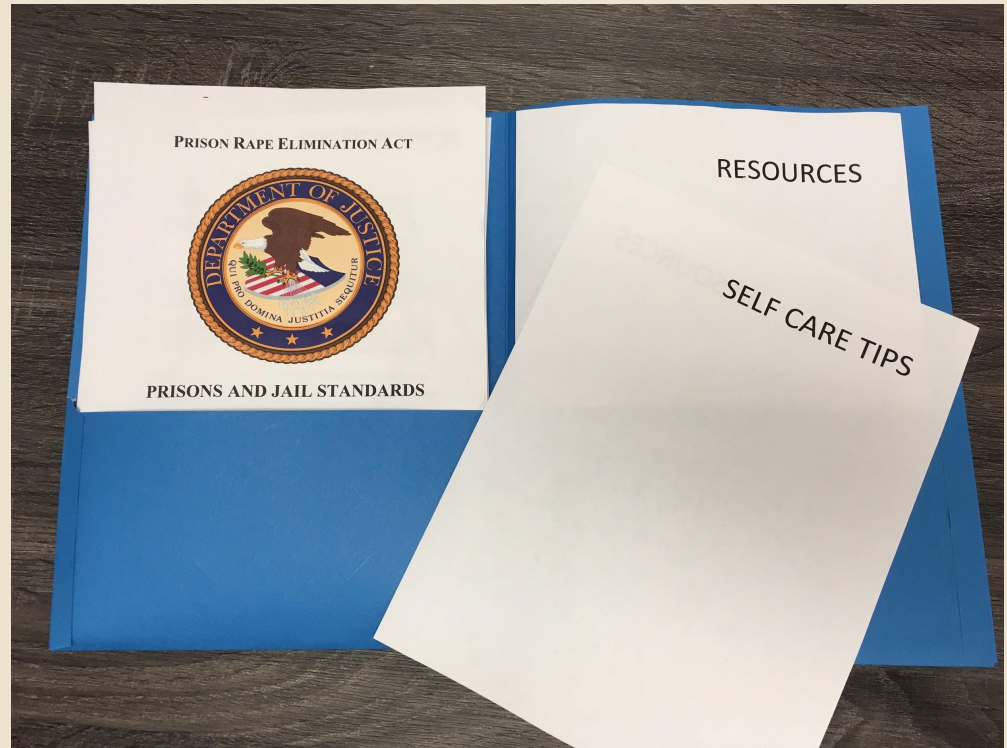 PRISON RAPE ELIMINATION ACT
DEPARTMENT OF JUSTICE
QUI PRO DOMINA JUSTITIA SEQUITUR
PRISONS AND JAIL STANDARDS
RESOURCES
SELF CARE TIPS